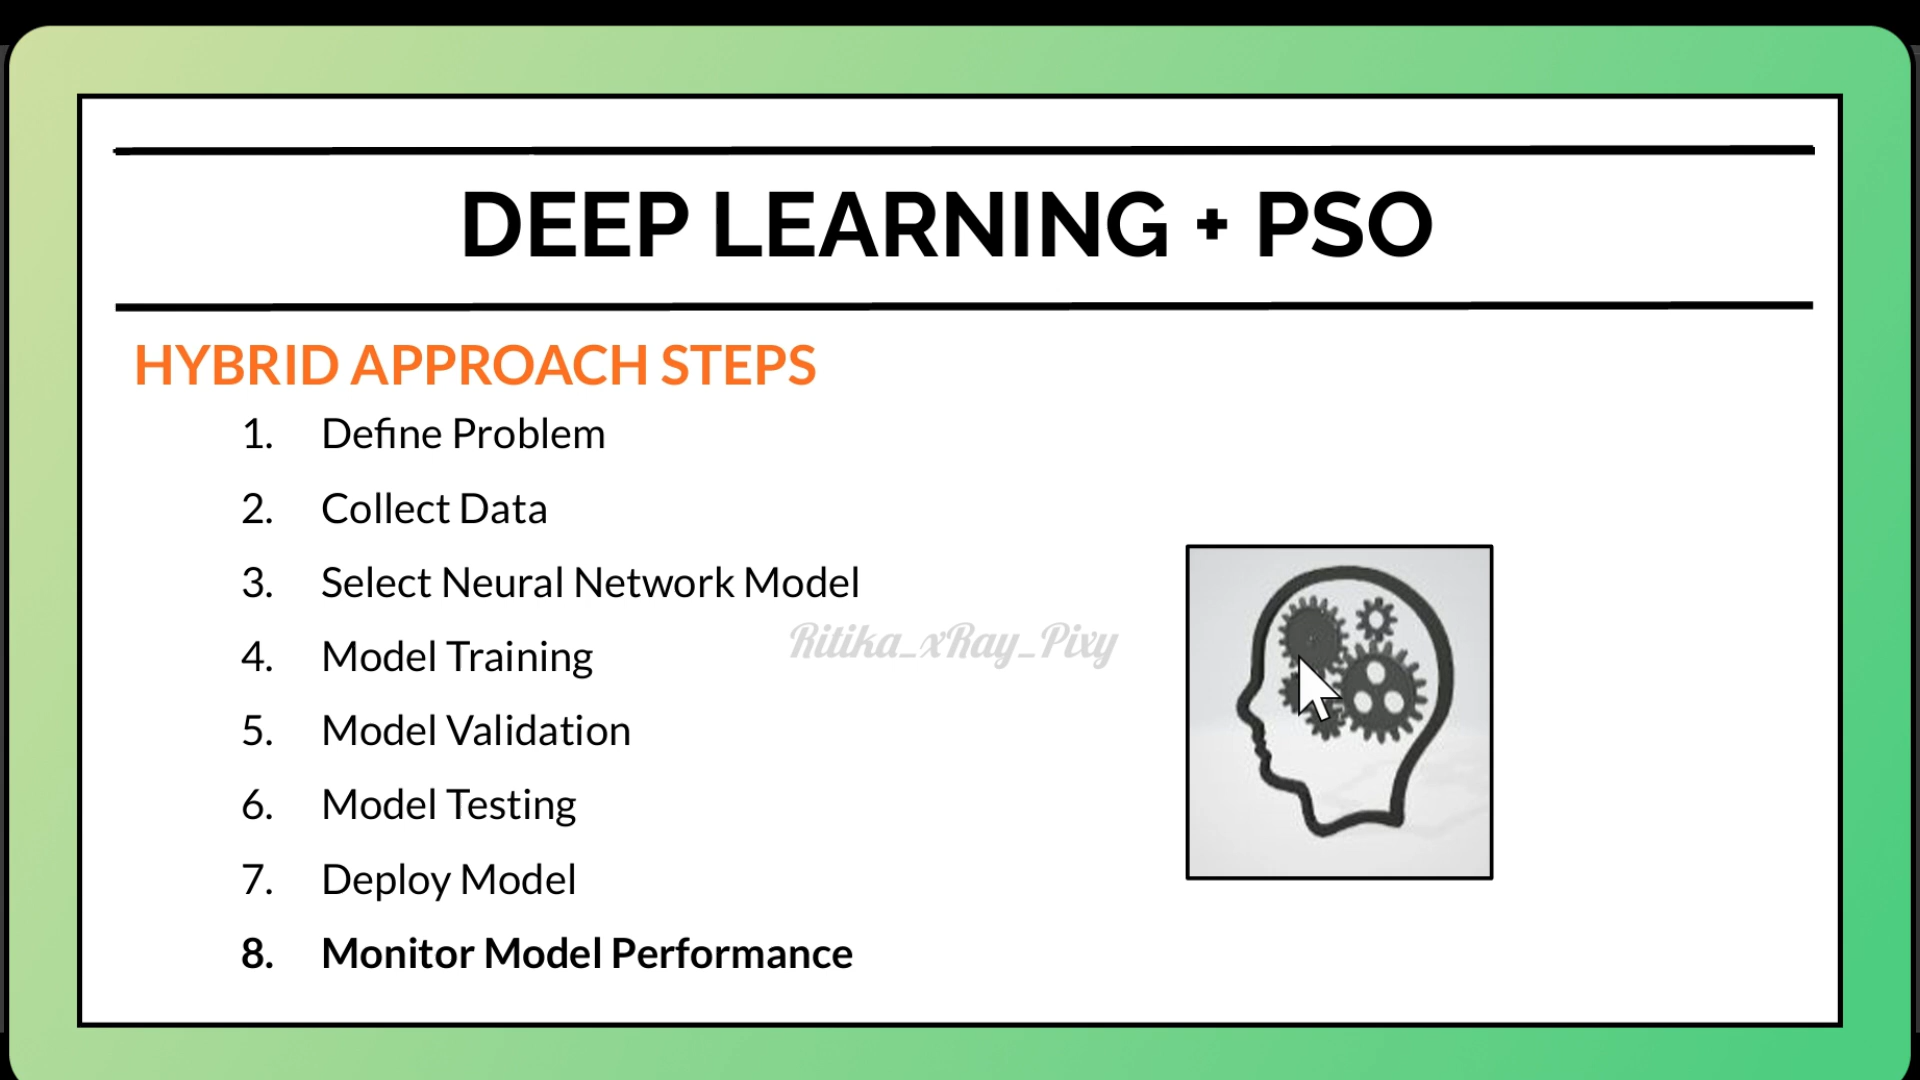 DEEP LEARNING + PSO
HYBRID APPROACH STEPS
1. Define Problem
2. Collect Data
3. Select Neural Network Model
Ritika_xRay_Pixy
4. Model Training
5. Model Validation
6. Model Testing
7. Deploy Model
8. Monitor Model Performance